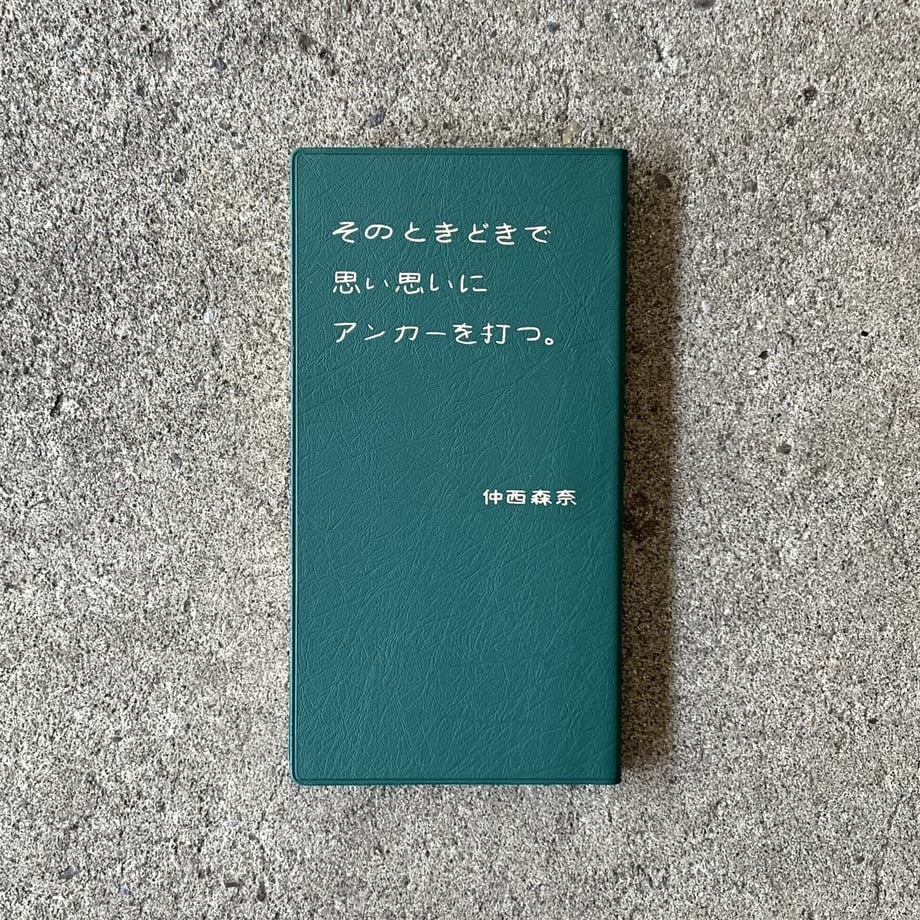 そのときどきで
思い思いに
アンカーを打つ。
仲西森奈